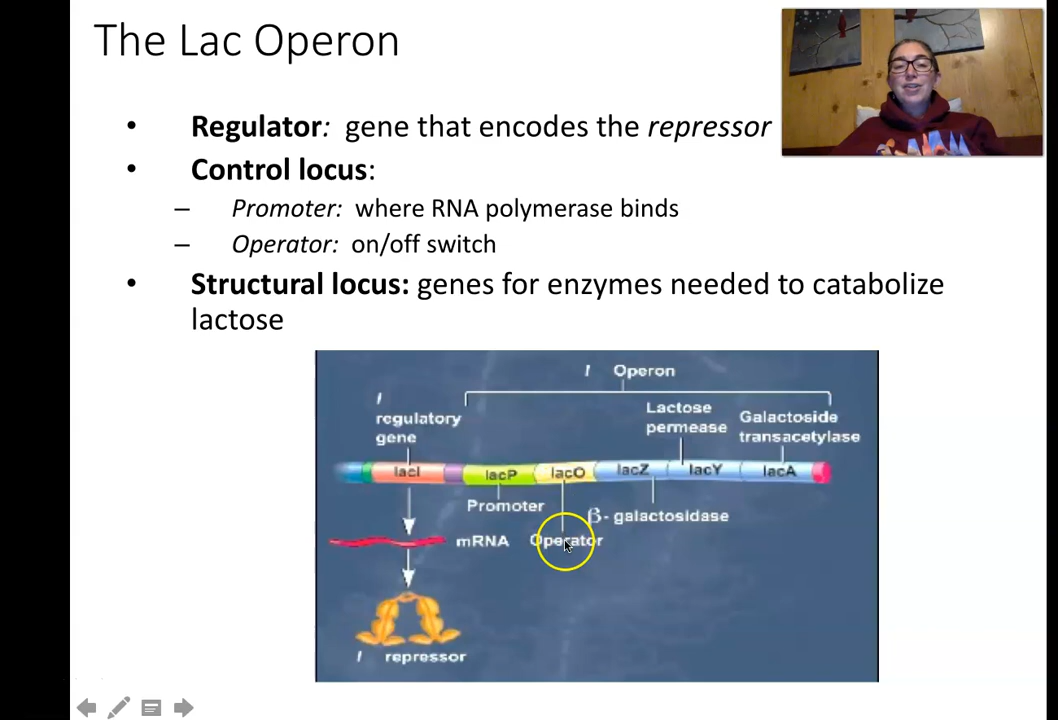 The Lac Operon
• Regulator: gene that encodes the repressor
• Control locus:
– Promoter: where RNA polymerase binds
– Operator: on/off switch
• Structural locus: genes for enzymes needed to catabolize
lactose
l Operon
l
regulatory
gene
Lactose
permease
Galactoside
transacetylase
lacI
lacP
lacO
lacZ
lacY
lacA
Promoter
β- galactosidase
mRNA
Operator
l repressor